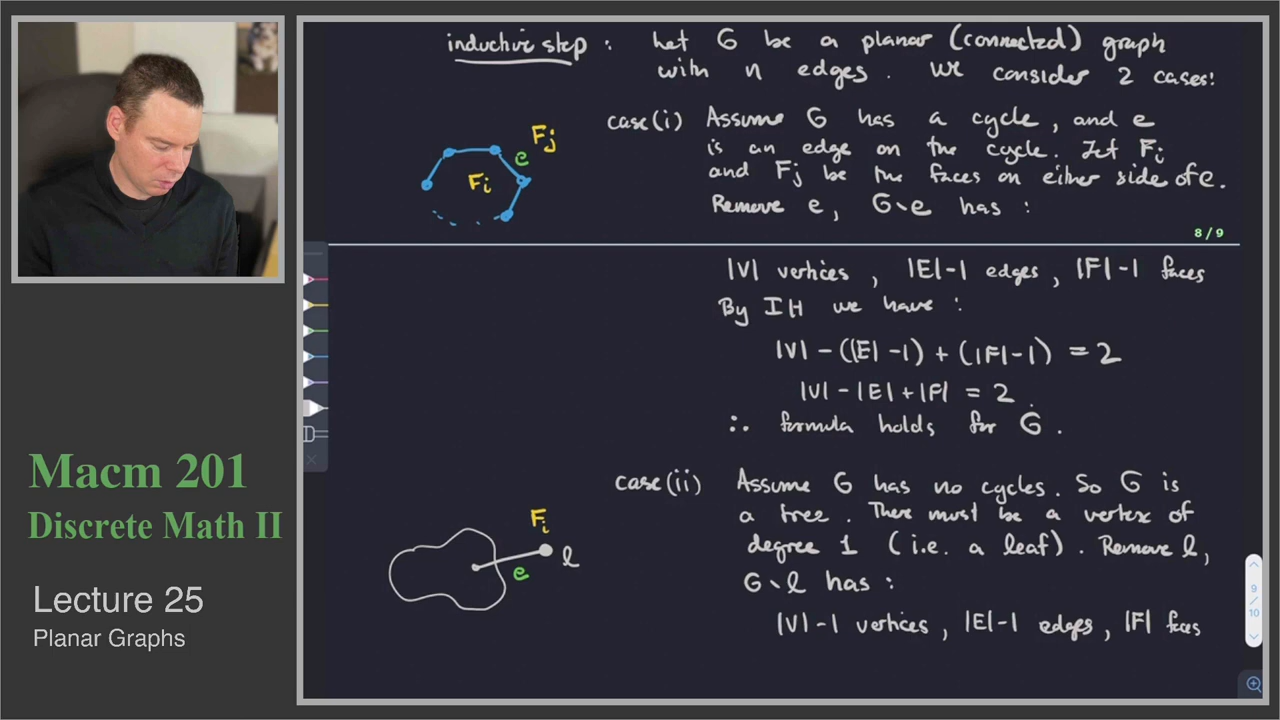 inductive step : Let G be a planar (connected) graph
with n edges. We consider 2 cases:
case(i) Assume G has a cycle, and e
is an edge on the cycle. Let Fi
and Fj be the faces on either side of e.
Remove e, G\e has :
Fj
e
Fi
8/9
|V| vertices, |E|-1 edges, |F|-1 faces
By IH we have :
|V| - (|E| - 1) + (|F| - 1) = 2
|V| - |E| + |F| = 2.
∴ formula holds for G.
case(ii) Assume G has no cycles. So G is
a tree. There must be a vertex of
degree 1 (i.e. a leaf). Remove l,
G\l has :
|V|-1 vertices, |E|-1 edges, |F| faces
Fi
l
e
Macm 201
Discrete Math II
Lecture 25
Planar Graphs
9
/
10